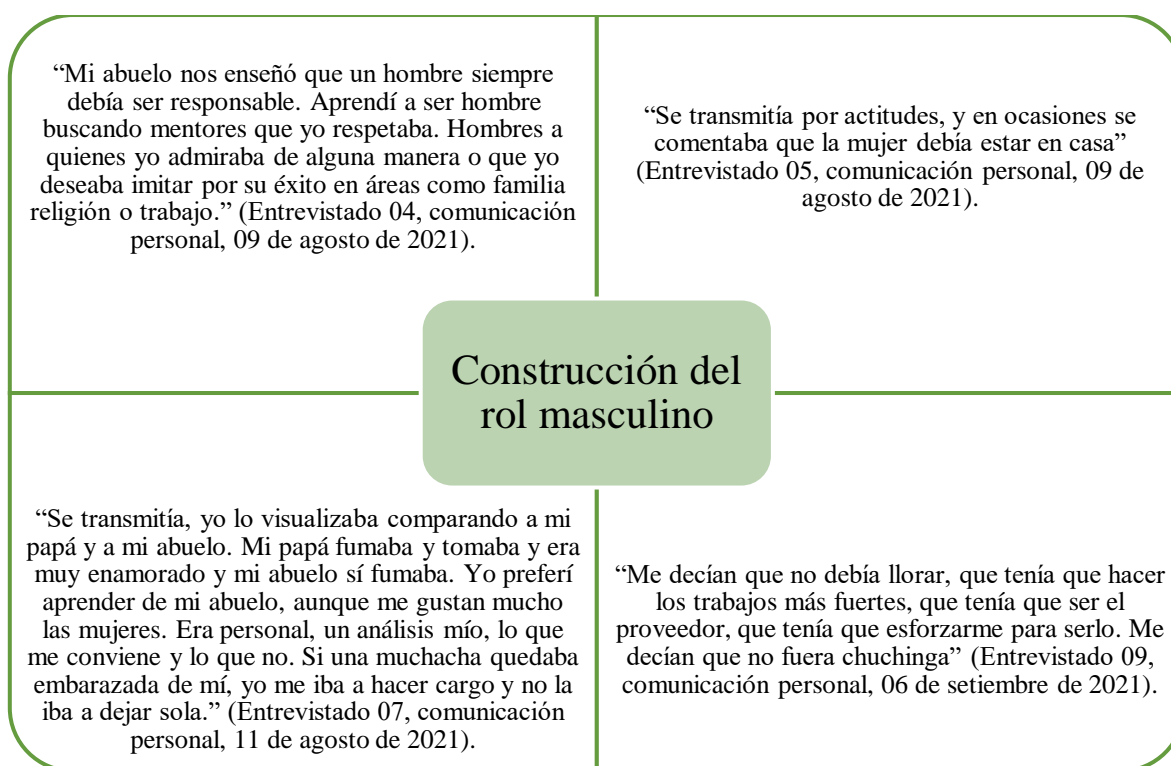 “Mi abuelo nos enseñó que un hombre siempre
debía ser responsable. Aprendí a ser hombre
buscando mentores que yo respetaba. Hombres a
quienes yo admiraba de alguna manera o que yo
deseaba imitar por su éxito en áreas como familia
religión o trabajo.” (Entrevistado 04, comunicación
personal, 09 de agosto de 2021).
“Se transmitía por actitudes, y en ocasiones se
comentaba que la mujer debía estar en casa”
(Entrevistado 05, comunicación personal, 09 de
agosto de 2021).
Construcción del
rol masculino
“Se transmitía, yo lo visualizaba comparando a mi
papá y a mi abuelo. Mi papá fumaba y tomaba y era
muy enamorado y mi abuelo sí fumaba. Yo preferí
aprender de mi abuelo, aunque me gustan mucho
las mujeres. Era personal, un análisis mío, lo que
me conviene y lo que no. Si una muchacha quedaba
embarazada de mí, yo me iba a hacer cargo y no la
iba a dejar sola.” (Entrevistado 07, comunicación
personal, 11 de agosto de 2021).
“Me decían que no debía llorar, que tenía que hacer
los trabajos más fuertes, que tenía que ser el
proveedor, que tenía que esforzarme para serlo. Me
decían que no fuera chuchinga” (Entrevistado 09,
comunicación personal, 06 de setiembre de 2021).